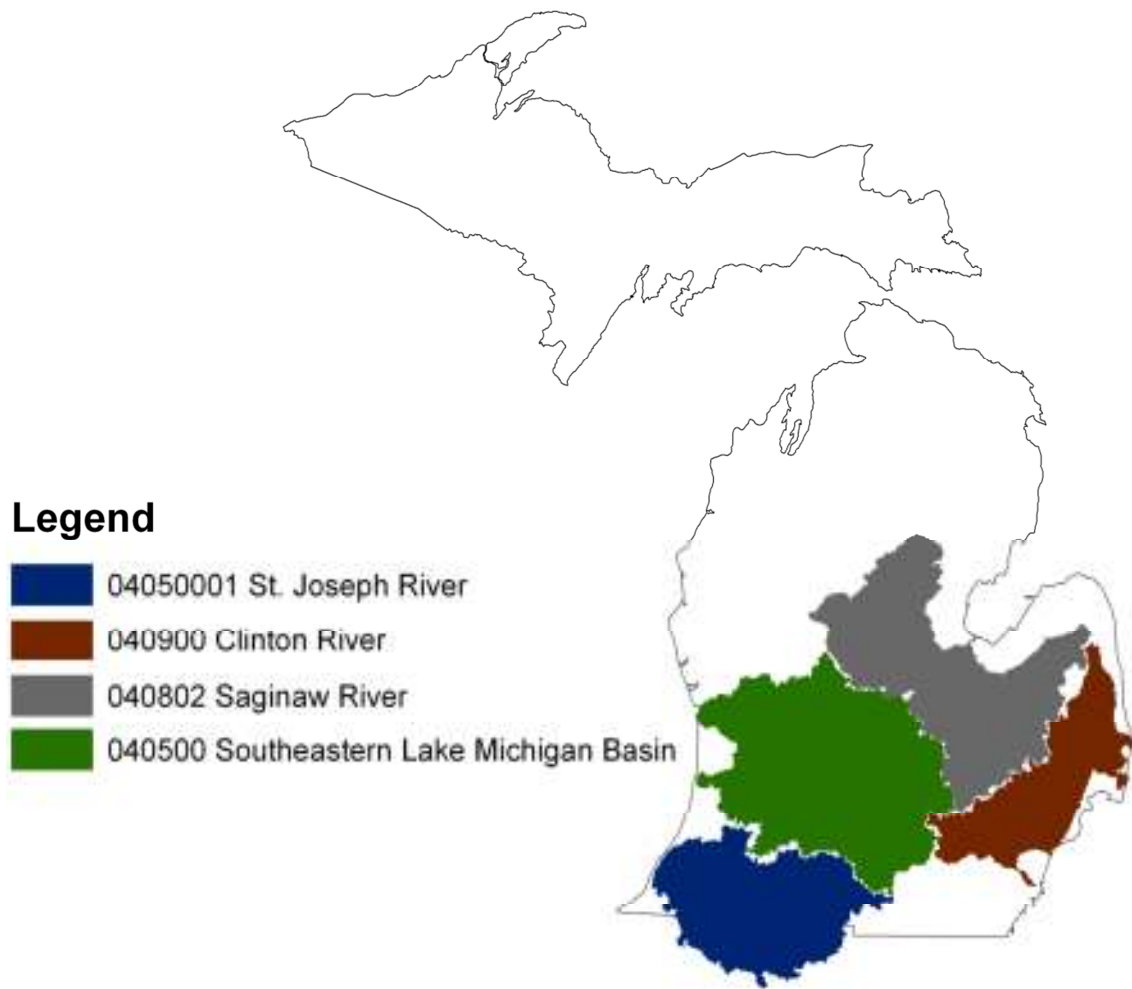 Legend
04050001 St. Joseph River
040900 Clinton River
040802 Saginaw River
040500 Southeastern Lake Michigan Basin